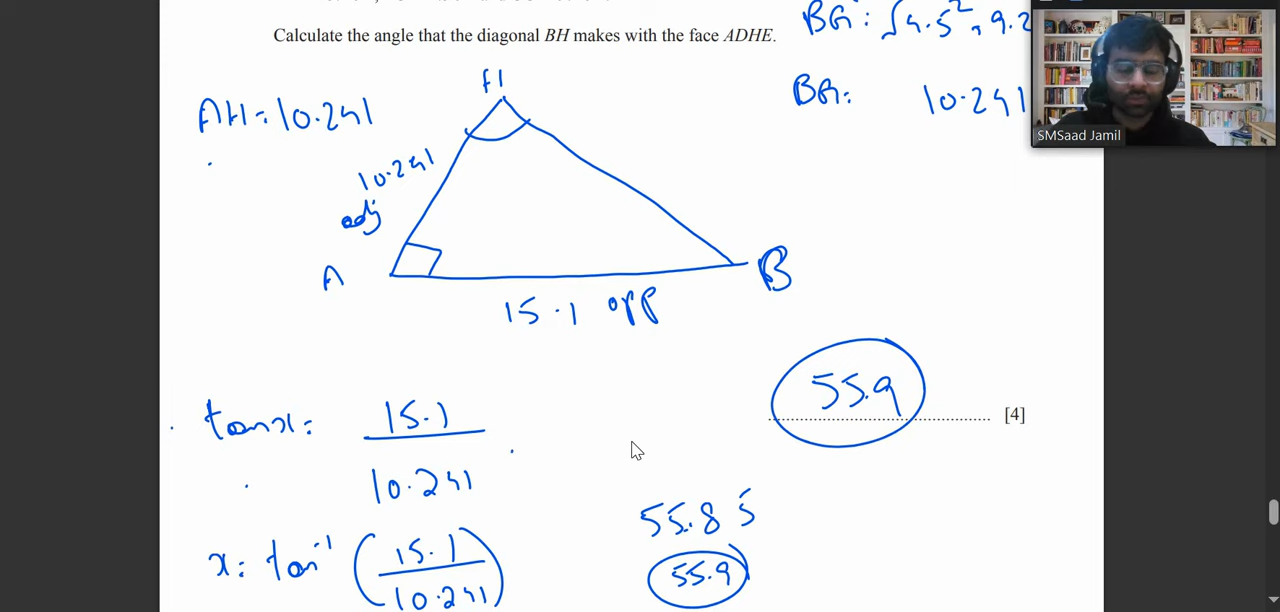 BG: √4.5² + 9.2
Calculate the angle that the diagonal BH makes with the face ADHE.
H
BG: 10.241
AH = 10.241
SMSaad Jamil
10.241
adj
A
B
15.1 opp
55.9
[4]
tan x = 15.1
10.241
55.85
x = tan⁻¹ (15.1
10.241)
55.9